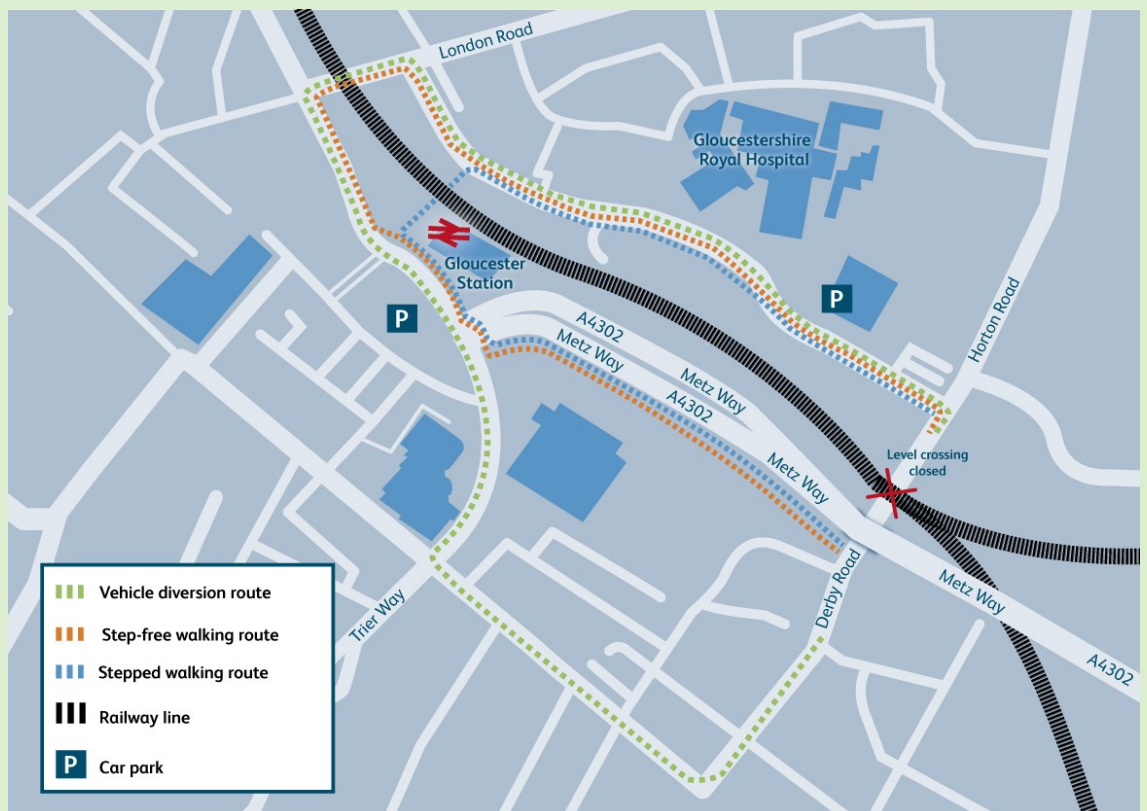 London Road
Gloucestershire
Royal Hospital
Gloucester
Station
P
P
Horton Road
A4302
Metz Way
Metz Way
A4302
Metz Way
Level crossing
closed
Derby Road
Metz Way
A4302
Trier Way
Vehicle diversion route
Step-free walking route
Stepped walking route
Railway line
P Car park